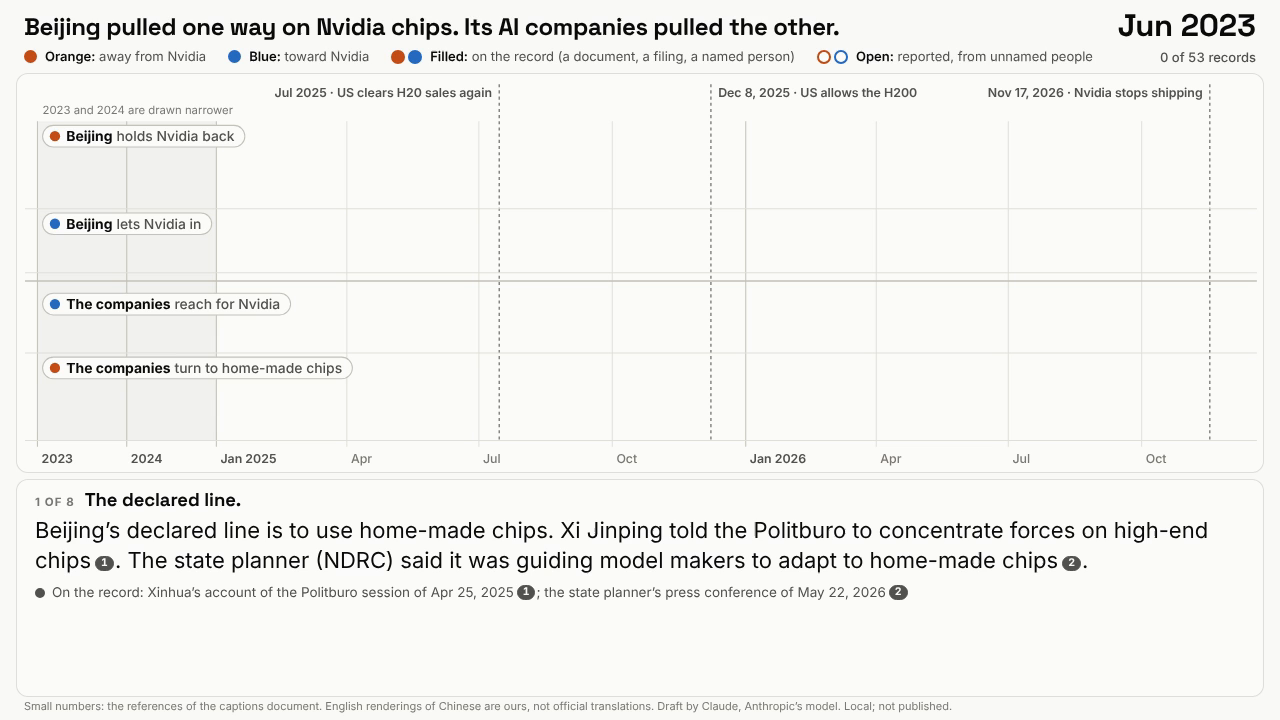 Beijing pulled one way on Nvidia chips. Its AI companies pulled the other.
Jun 2023
Orange: away from Nvidia
Blue: toward Nvidia
Filled: on the record (a document, a filing, a named person)
Open: reported, from unnamed people
0 of 53 records
Jul 2025 · US clears H20 sales again
Dec 8, 2025 · US allows the H200
Nov 17, 2026 · Nvidia stops shipping
2023 and 2024 are drawn narrower
Beijing holds Nvidia back
Beijing lets Nvidia in
The companies reach for Nvidia
The companies turn to home-made chips
2023
2024
Jan 2025
Apr
Jul
Oct
Jan 2026
Apr
Jul
Oct
1 OF 8 The declared line.
Beijing’s declared line is to use home-made chips. Xi Jinping told the Politburo to concentrate forces on high-end
chips 1. The state planner (NDRC) said it was guiding model makers to adapt to home-made chips 2.
On the record: Xinhua’s account of the Politburo session of Apr 25, 2025 1; the state planner’s press conference of May 22, 2026 2
Small numbers: the references of the captions document. English renderings of Chinese are ours, not official translations. Draft by Claude, Anthropic’s model. Local; not published.